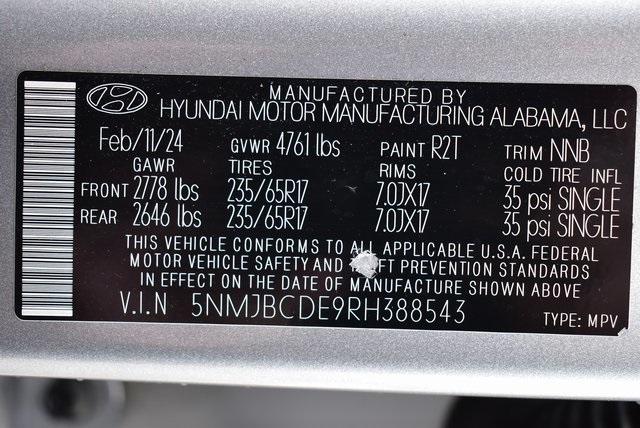 MANUFACTURED BY
HYUNDAI MOTOR MANUFACTURING ALABAMA, LLC
Feb/11/24 GVWR 4761 lbs PAINT R2T TRIM NNB
GAWR TIRES RIMS COLD TIRE INFL
FRONT 2778 lbs 235/65R17 7.0JX17 35 psi SINGLE
REAR 2646 lbs 235/65R17 7.0JX17 35 psi SINGLE
THIS VEHICLE CONFORMS TO ALL APPLICABLE U.S.A. FEDERAL
MOTOR VEHICLE SAFETY AND PREVENTION STANDARDS
IN EFFECT ON THE DATE OF MANUFACTURE SHOWN ABOVE
V.I.N 5NMJBCDE9RH388543 TYPE: MPV